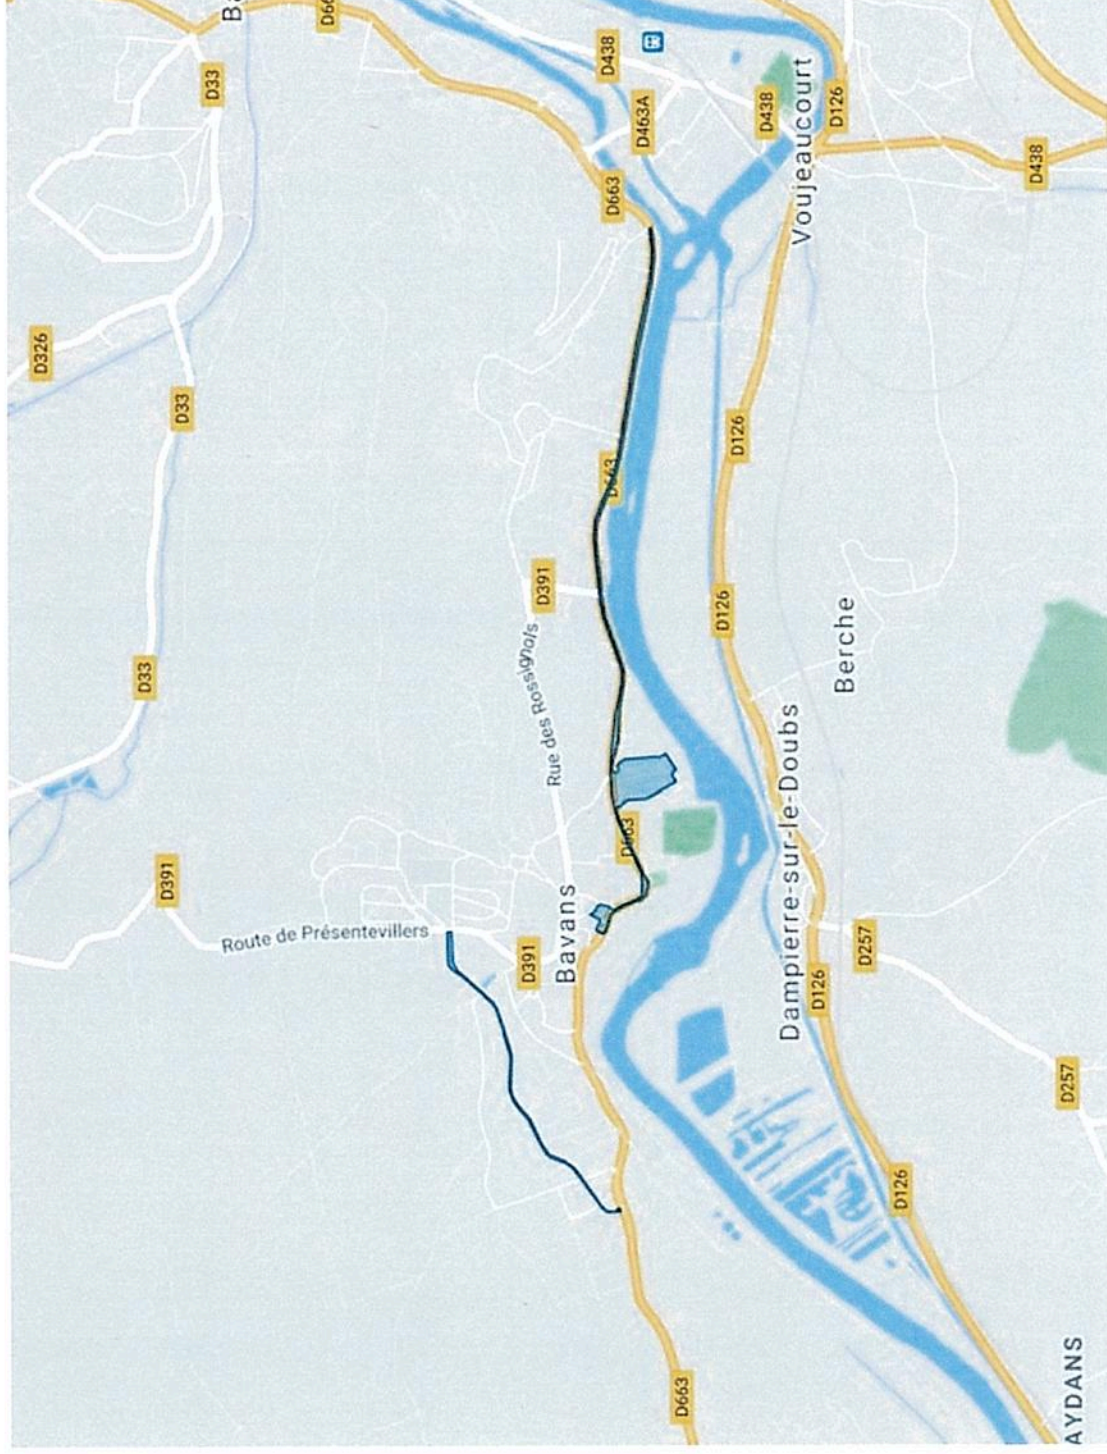 D326
D33
D391
D33
D33
Ba
Route de Présentevillers
D66
D391
D391
Rue des Rossignols
Bavans
D438
D663
D663
D663
D463A
D663
D126
D126
D438
Dampierre-sur-le-Doubs
Voujeaucourt
D126
D126
Berche
D257
D126
D438
D257
AYDANS